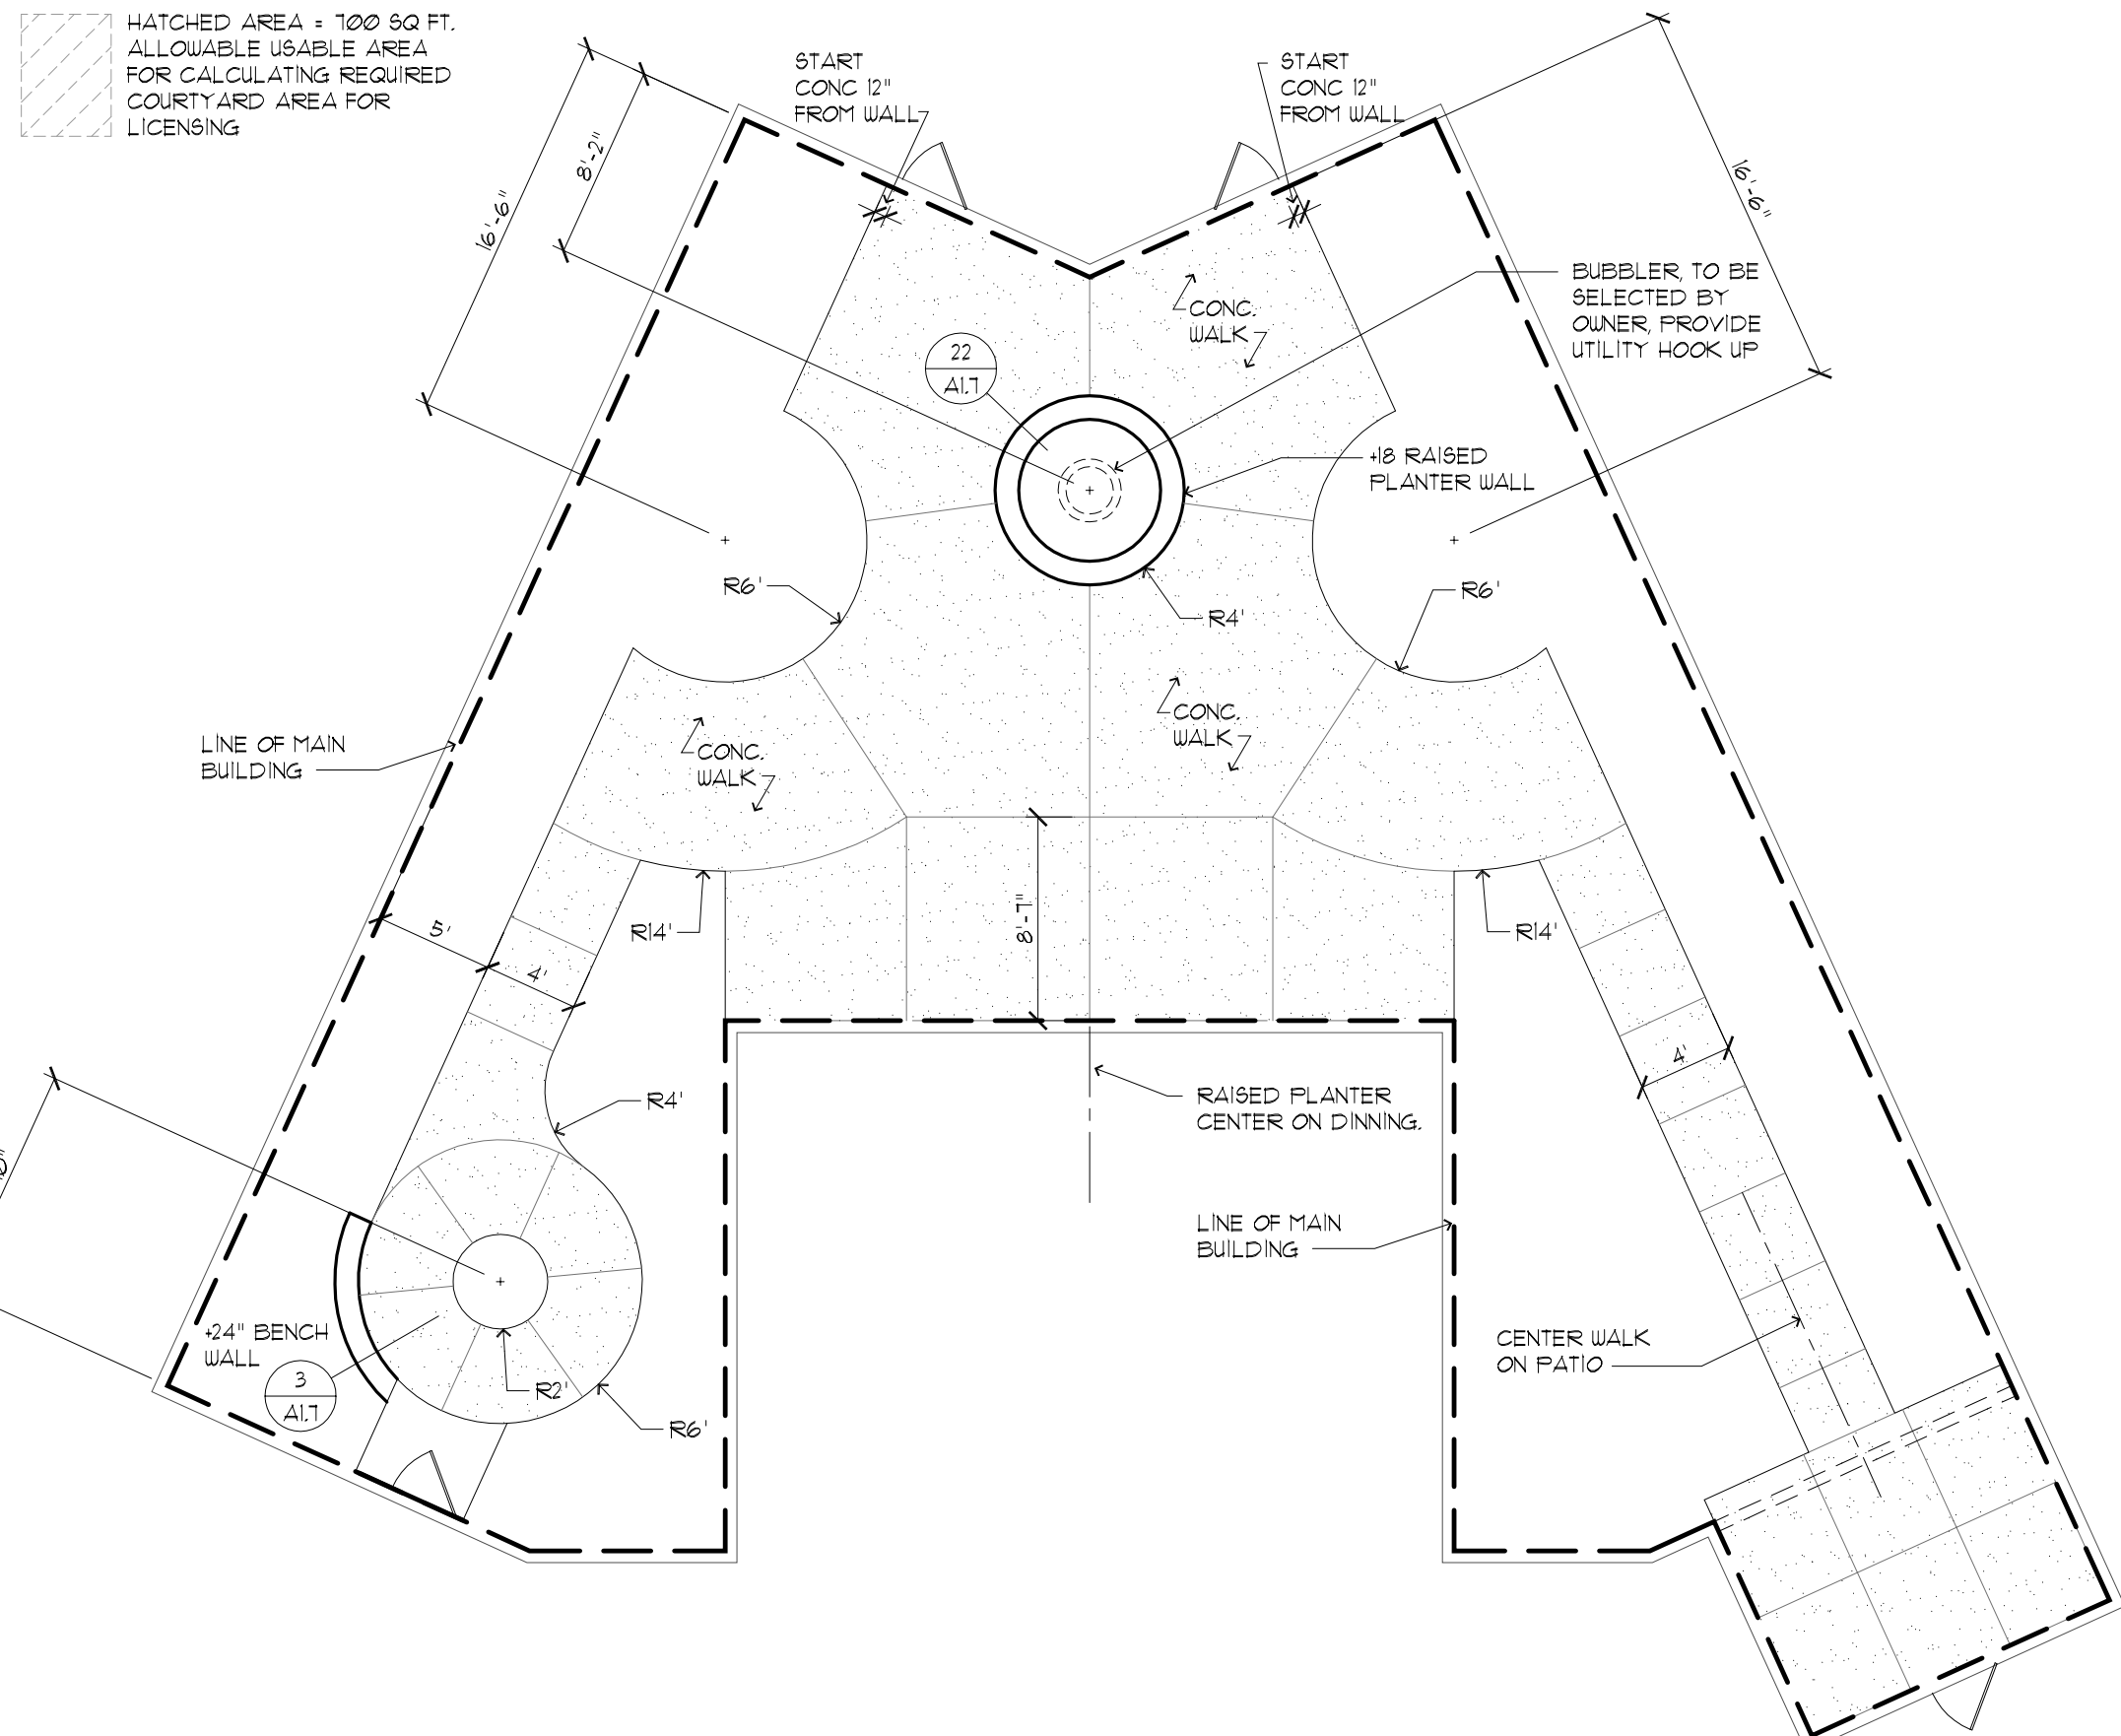 HATCHED AREA = 700 SQ FT.
ALLOWABLE USABLE AREA
FOR CALCULATING REQUIRED
COURTYARD AREA FOR
LICENSING
START
CONC 12"
FROM WALL
START
CONC 12"
FROM WALL
8'-2"
16'-6"
16'-6"
BUBBLER, TO BE
SELECTED BY
OWNER, PROVIDE
UTILITY HOOK UP
CONC.
WALK
22
A1.7
+18 RAISED
PLANTER WALL
R6'
R6'
R4'
CONC.
WALK
CONC.
WALK
LINE OF MAIN
BUILDING
8'-7"
R14'
R14'
5'
4'
4'
R4'
RAISED PLANTER
CENTER ON DINNING.
LINE OF MAIN
BUILDING
+24" BENCH
WALL
3
A1.7
R2'
R6'
CENTER WALK
ON PATIO